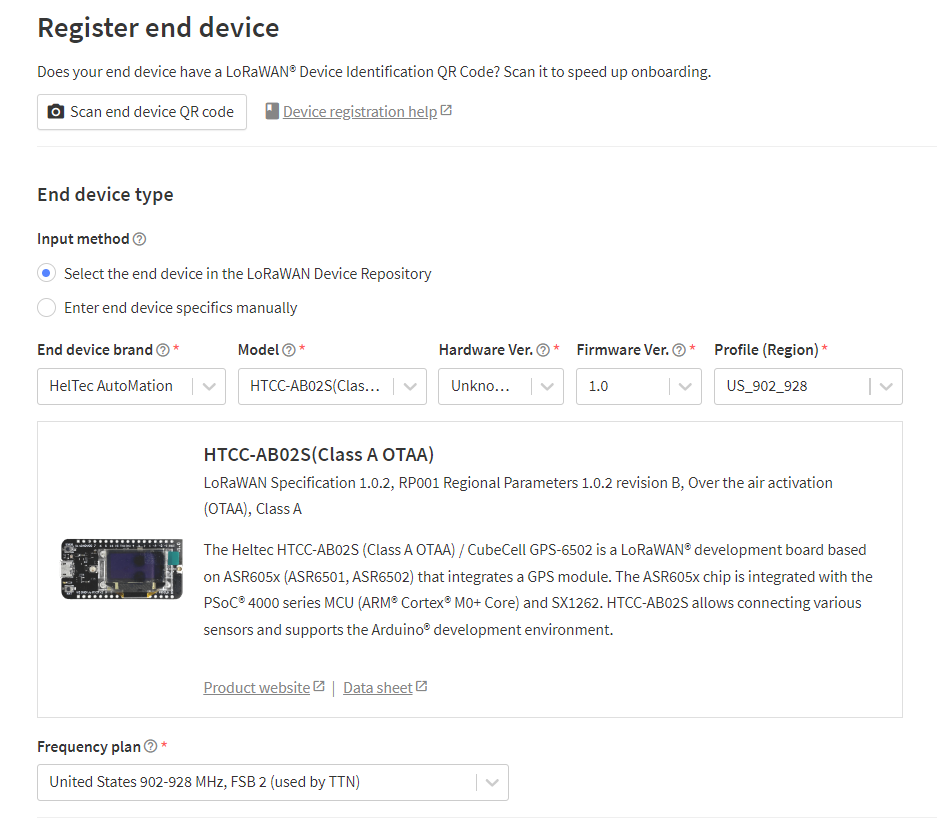 Register end device
Does your end device have a LoRaWAN® Device Identification QR Code? Scan it to speed up onboarding.
Scan end device QR code
Device registration help
End device type
Input method
Select the end device in the LoRaWAN Device Repository
Enter end device specifics manually
End device brand * Model * Hardware Ver. * Firmware Ver. * Profile (Region) *
HelTec AutoMation HTCC-AB02S(Clas... Unkno... 1.0 US_902_928
HTCC-AB02S(Class A OTAA)
LoRaWAN Specification 1.0.2, RP001 Regional Parameters 1.0.2 revision B, Over the air activation
(OTAA), Class A
The Heltec HTCC-AB02S (Class A OTAA) / CubeCell GPS-6502 is a LoRaWAN® development board based
on ASR605x (ASR6501, ASR6502) that integrates a GPS module. The ASR605x chip is integrated with the
PSoC® 4000 series MCU (ARM® Cortex® M0+ Core) and SX1262. HTCC-AB02S allows connecting various
sensors and supports the Arduino® development environment.
Product website | Data sheet
Frequency plan *
United States 902-928 MHz, FSB 2 (used by TTN)